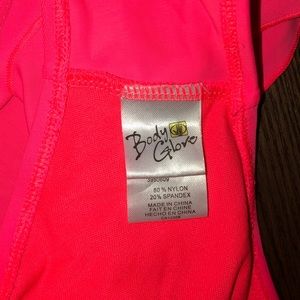 Body
Glove
80% NYLON
20% SPANDEX
MADE IN CHINA
FAIT EN CHINE
HECHO EN CHINA